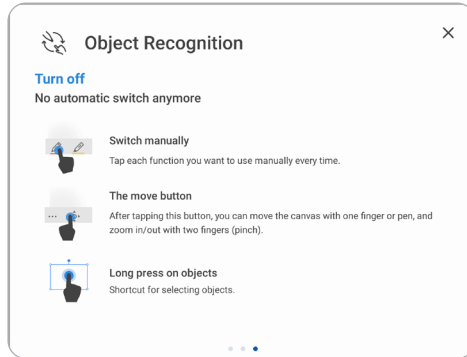 Object Recognition
Turn off
No automatic switch anymore
Switch manually
Tap each function you want to use manually every time.
The move button
After tapping this button, you can move the canvas with one finger or pen, and
zoom in/out with two fingers (pinch).
Long press on objects
Shortcut for selecting objects.